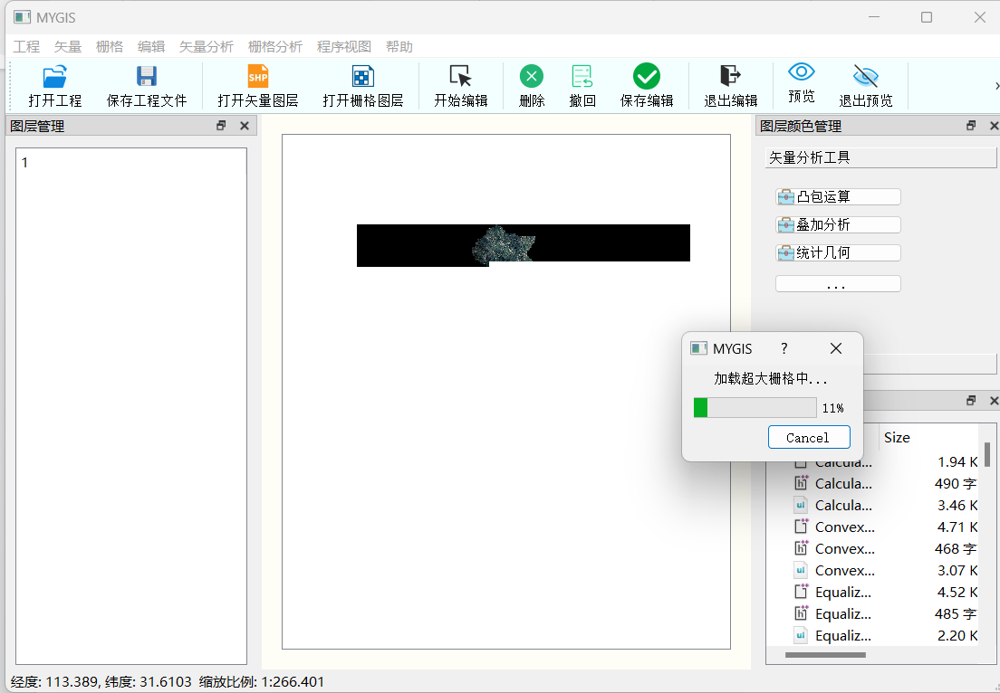 MYGIS
工程 矢量 栅格 编辑 矢量分析 栅格分析 程序视图 帮助
SHP
打开工程 保存工程文件 打开矢量图层 打开栅格图层 开始编辑 删除 撤回 保存编辑 退出编辑 预览 退出预览
图层管理
1
图层颜色管理
矢量分析工具
凸包运算
叠加分析
统计几何
...
MYGIS
加载超大栅格中...
11%
Cancel
Size
Calcula... 1.94 K
Calcula... 490 字
Calcula... 3.46 K
Convex... 4.71 K
Convex... 468 字
Convex... 3.07 K
Equaliz... 4.52 K
Equaliz... 485 字
Equaliz... 2.20 K
经度: 113.389, 纬度: 31.6103 缩放比例: 1:266.401